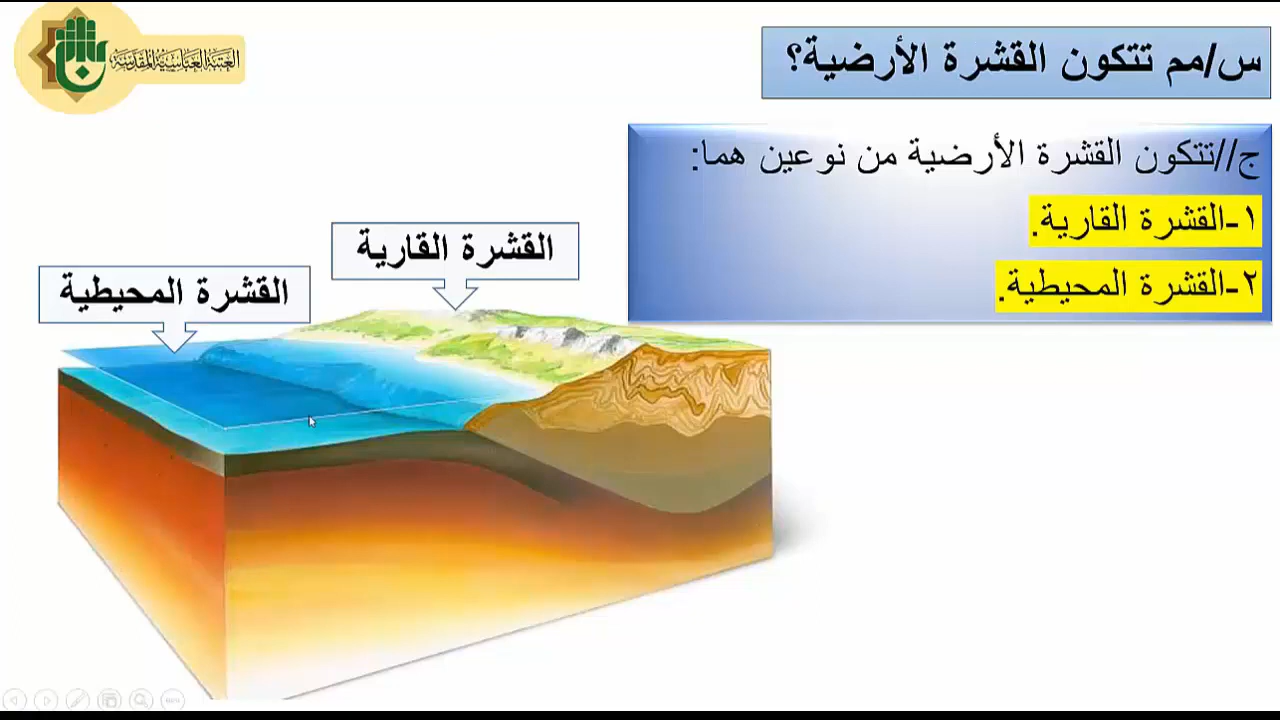 العتبة العباسية المقدسة
س/مم تتكون القشرة الأرضية؟
ج//تتكون القشرة الأرضية من نوعين هما:
١-القشرة القارية.
٢-القشرة المحيطية.
القشرة القارية
القشرة المحيطية